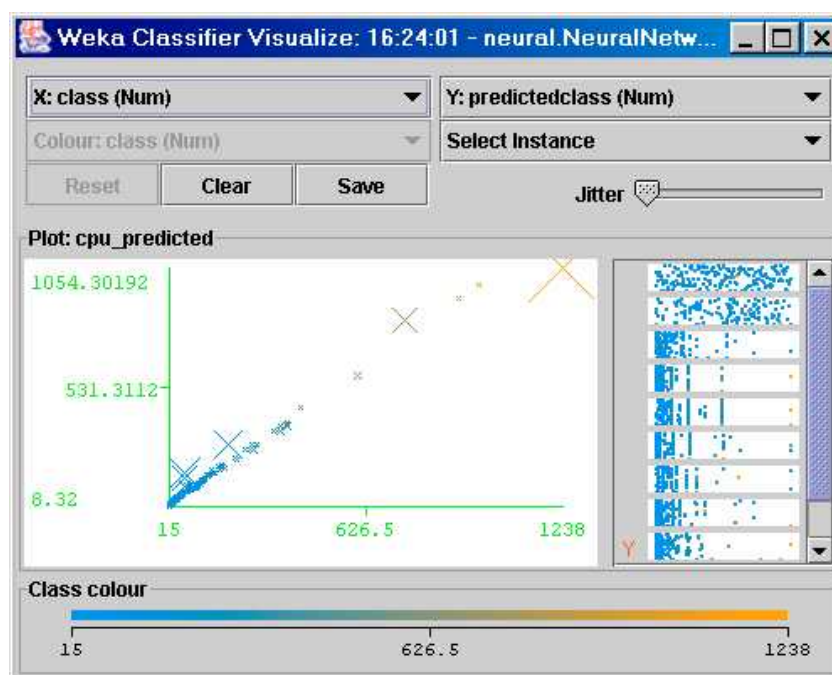 Weka Classifier Visualize: 16:24:01 - neural.NeuralNetw...
X: class (Num)
Y: predictedclass (Num)
Colour: class (Num)
Select Instance
Reset
Clear
Save
Jitter
Plot: cpu_predicted
1054.30192
531.3112
8.32
15
626.5
1238
Y
Class colour
15
626.5
1238